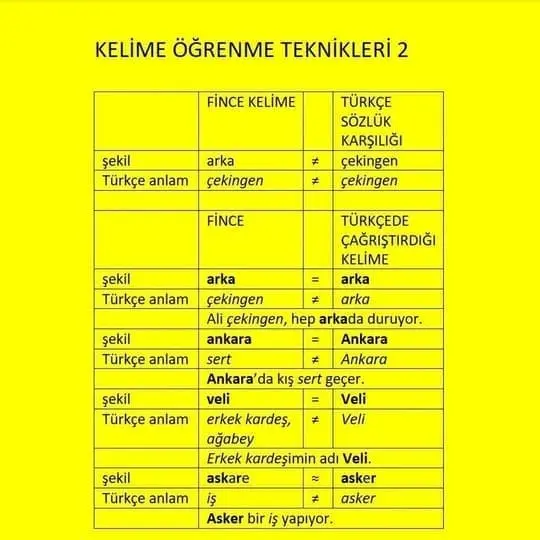 KELİME ÖĞRENME TEKNİKLERİ 2
FİNCE KELİME TÜRKÇE
SÖZLÜK
KARŞILIĞI
şekil arka ≠ çekingen
Türkçe anlam çekingen ≠ çekingen
FİNCE TÜRKÇEDE
ÇAĞRIŞTIRDIĞI
KELİME
şekil arka = arka
Türkçe anlam çekingen ≠ arka
Ali çekingen, hep arkada duruyor.
şekil ankara = Ankara
Türkçe anlam sert ≠ Ankara
Ankara'da kış sert geçer.
şekil veli = Veli
Türkçe anlam erkek kardeş, ≠ Veli
ağabey
Erkek kardeşimin adı Veli.
şekil askare ≈ asker
Türkçe anlam iş ≠ asker
Asker bir iş yapıyor.